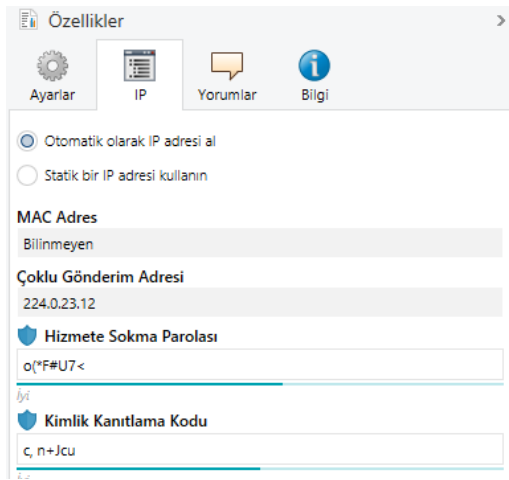 Özellikler
Ayarlar
IP
Yorumlar
Bilgi
Otomatik olarak IP adresi al
Statik bir IP adresi kullanın
MAC Adres
Bilinmeyen
Çoklu Gönderim Adresi
224.0.23.12
Hizmete Sokma Parolası
o(*F#U7<
İyi
Kimlik Kanıtlama Kodu
c, n+Jcu